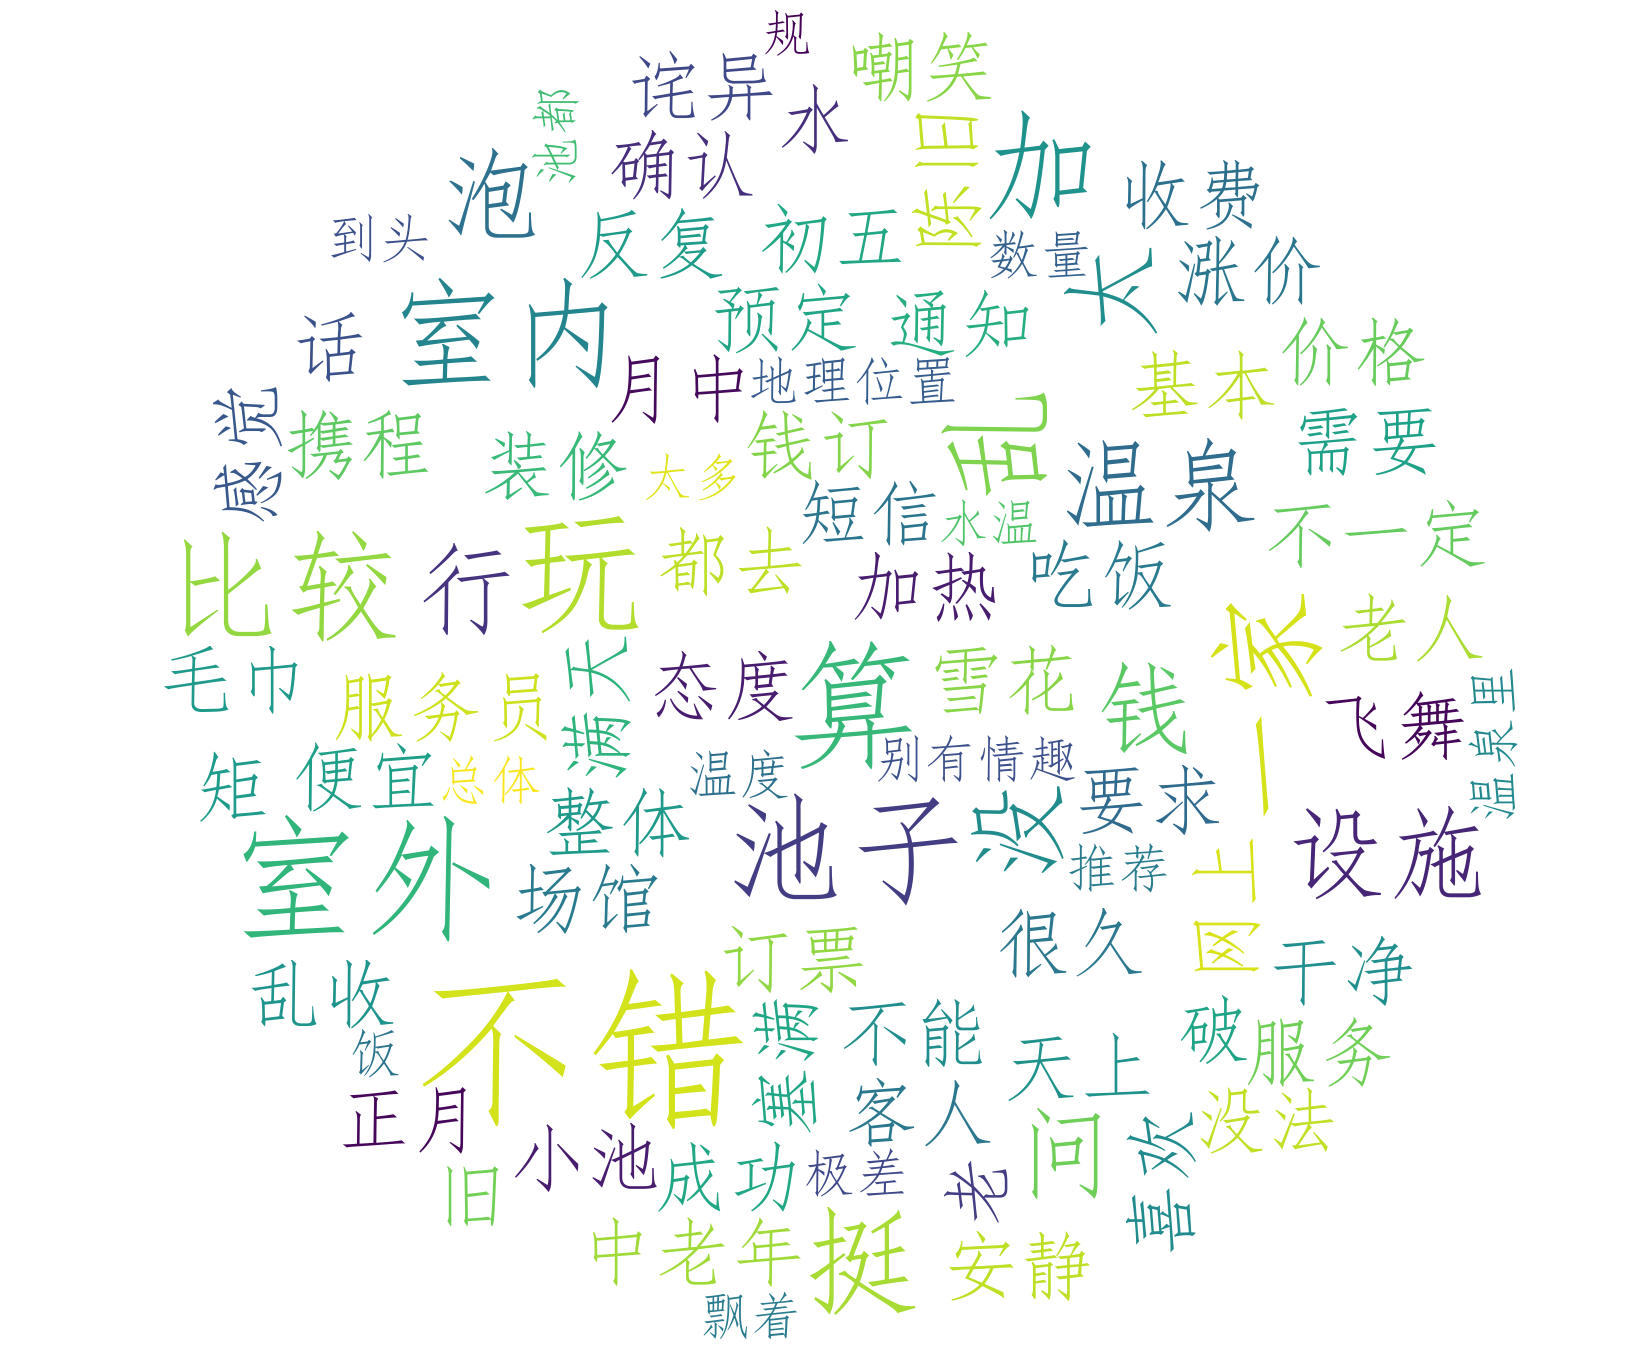 规
嘲笑
诧异
水
池都
确认
陈旧
加
泡
收费
到头
反复
初五
数量
太
涨价
室内
预定
通知
话
价格
月中
地理位置
基本
感觉
携程
装修
太多
钱订
乱
温泉
需要
短信
水温
不一定
比较
行
玩
都去
加热
吃饭
一家
老人
毛巾
服务员
满天
态度
算
雪花
钱
飞舞
温泉里
矩
便宜
总体
温度
别有情趣
整体
池子
没
要求
网上
设施
室外
场馆
推荐
订票
很久
乱收
干净
不错
饭
塞满
不能
天上
破
服务
正月
客人
小池
问
喜欢
没法
旧
成功
极差
老
中老年
挺
安静
飘着